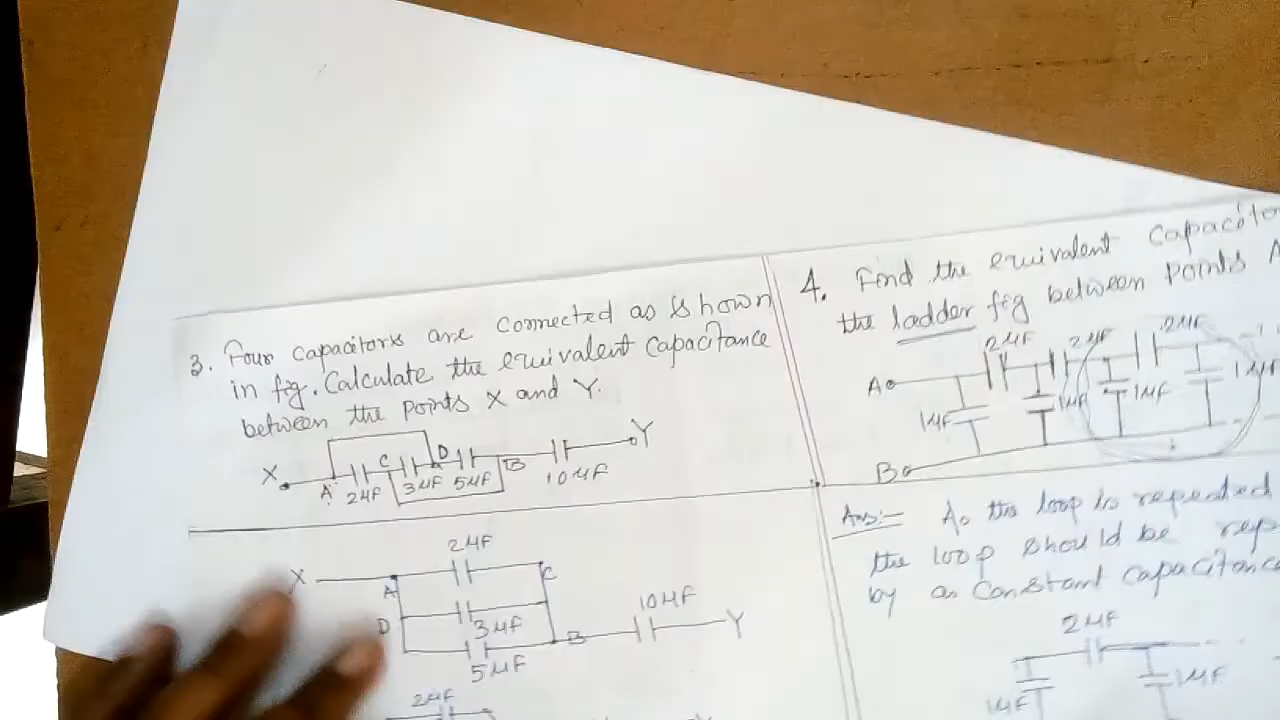 3. Four capacitors are connected as shown
in fig. Calculate the equivalent capacitance
between the points X and Y.
X A 2μF C 3μF D 5μF B 10μF Y
X A 2μF C
D 3μF B 10μF Y
5μF
2μF
4. Find the equivalent capacitor
the ladder fig between points A
A 2μF 2μF 2μF
1μF 1μF 1μF 1μF
B
Ans:- As the loop is repeated
the loop should be rep
by a constant capacitance
2μF
1μF 1μF